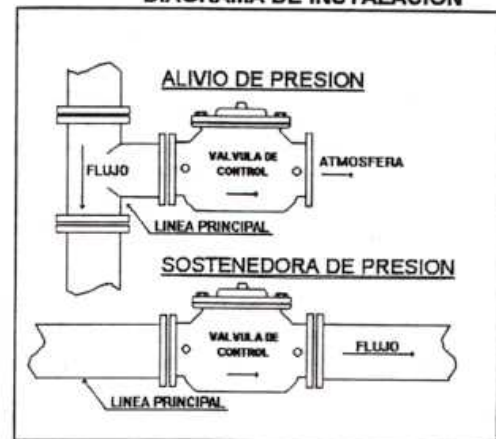 DIAGRAMA DE INSTALACION
ALIVIO DE PRESION
VALVULA DE
CONTROL
ATMOSFERA
FLUJO
LINEA PRINCIPAL
SOSTENEDORA DE PRESION
VALVULA DE
CONTROL
FLUJO
LINEA PRINCIPAL